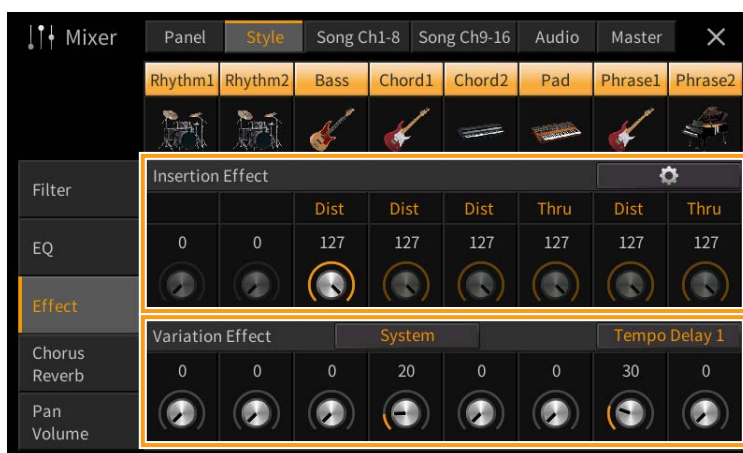 Mixer Panel Style Song Ch1-8 Song Ch9-16 Audio Master
Rhythm1 Rhythm2 Bass Chord1 Chord2 Pad Phrase1 Phrase2
Filter
EQ
Effect
Chorus
Reverb
Pan
Volume
Insertion Effect
Dist Dist Dist Thru Dist Thru
0 0 127 127 127 127 127 127
Variation Effect System Tempo Delay 1
0 0 0 20 0 0 30 0